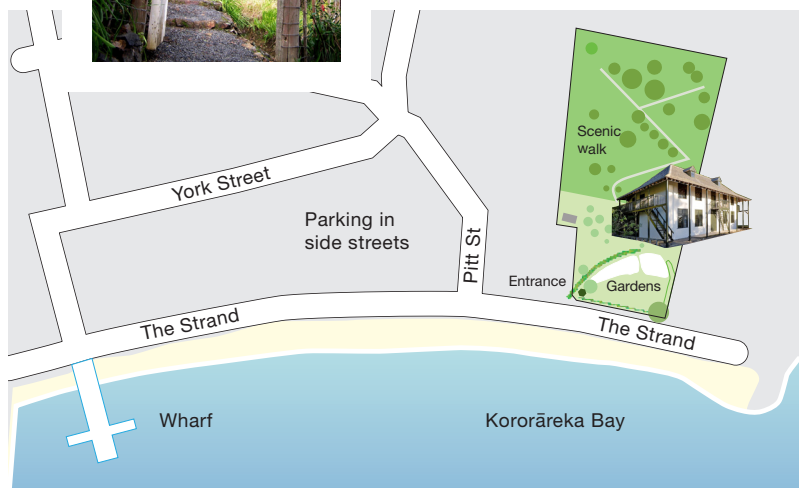 Scenic
walk
York Street
Parking in
side streets
Pitt St
Entrance
Gardens
The Strand
The Strand
Wharf
Kororāreka Bay